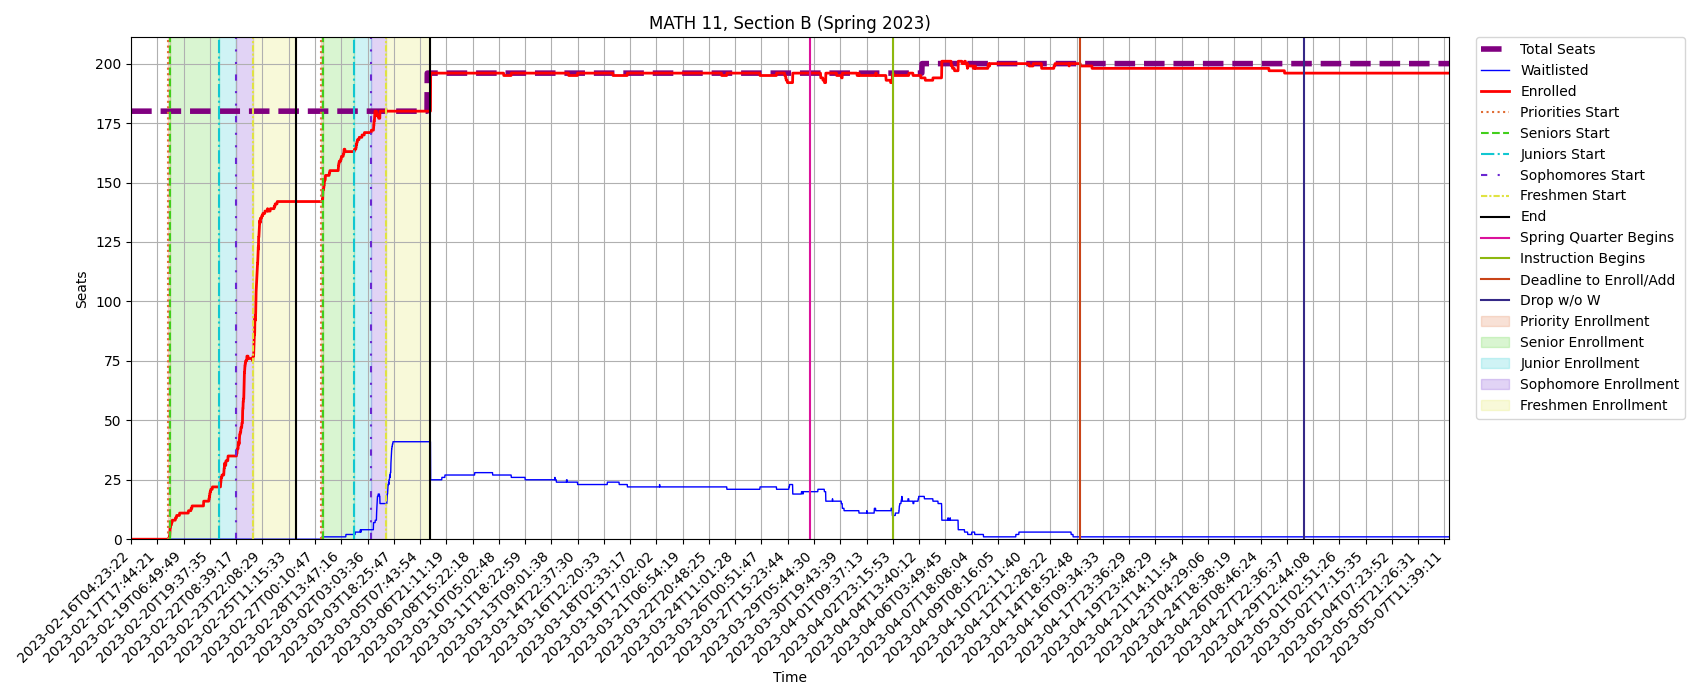 MATH 11, Section B (Spring 2023)
Seats
200
175
150
125
100
75
50
25
0
2023-02-16T04:23:22
2023-02-17T17:44:21
2023-02-19T06:49:49
2023-02-20T19:37:35
2023-02-22T08:39:17
2023-02-23T22:08:29
2023-02-25T11:15:33
2023-02-27T00:10:47
2023-02-28T13:47:16
2023-03-02T03:03:36
2023-03-03T18:25:47
2023-03-05T07:43:54
2023-03-06T21:11:19
2023-03-08T11:22:18
2023-03-10T05:02:48
2023-03-11T18:22:59
2023-03-13T09:01:38
2023-03-14T22:37:30
2023-03-16T12:20:33
2023-03-18T02:33:17
2023-03-19T17:02:02
2023-03-21T06:54:19
2023-03-22T20:48:25
2023-03-24T11:01:28
2023-03-26T00:51:47
2023-03-27T15:23:44
2023-03-29T05:44:30
2023-03-30T19:43:39
2023-04-01T09:37:13
2023-04-02T23:15:53
2023-04-04T13:40:12
2023-04-06T03:49:45
2023-04-07T18:08:04
2023-04-09T08:16:05
2023-04-10T22:11:40
2023-04-12T12:28:22
2023-04-14T18:52:48
2023-04-16T09:34:33
2023-04-17T23:36:29
2023-04-19T23:48:29
2023-04-21T14:11:54
2023-04-23T04:29:06
2023-04-24T18:38:19
2023-04-26T08:46:24
2023-04-27T22:36:37
2023-04-29T12:44:08
2023-05-01T02:51:26
2023-05-02T17:15:35
2023-05-04T07:23:52
2023-05-05T21:26:31
2023-05-07T11:39:11
Time
Total Seats
Waitlisted
Enrolled
Priorities Start
Seniors Start
Juniors Start
Sophomores Start
Freshmen Start
End
Spring Quarter Begins
Instruction Begins
Deadline to Enroll/Add
Drop w/o W
Priority Enrollment
Senior Enrollment
Junior Enrollment
Sophomore Enrollment
Freshmen Enrollment